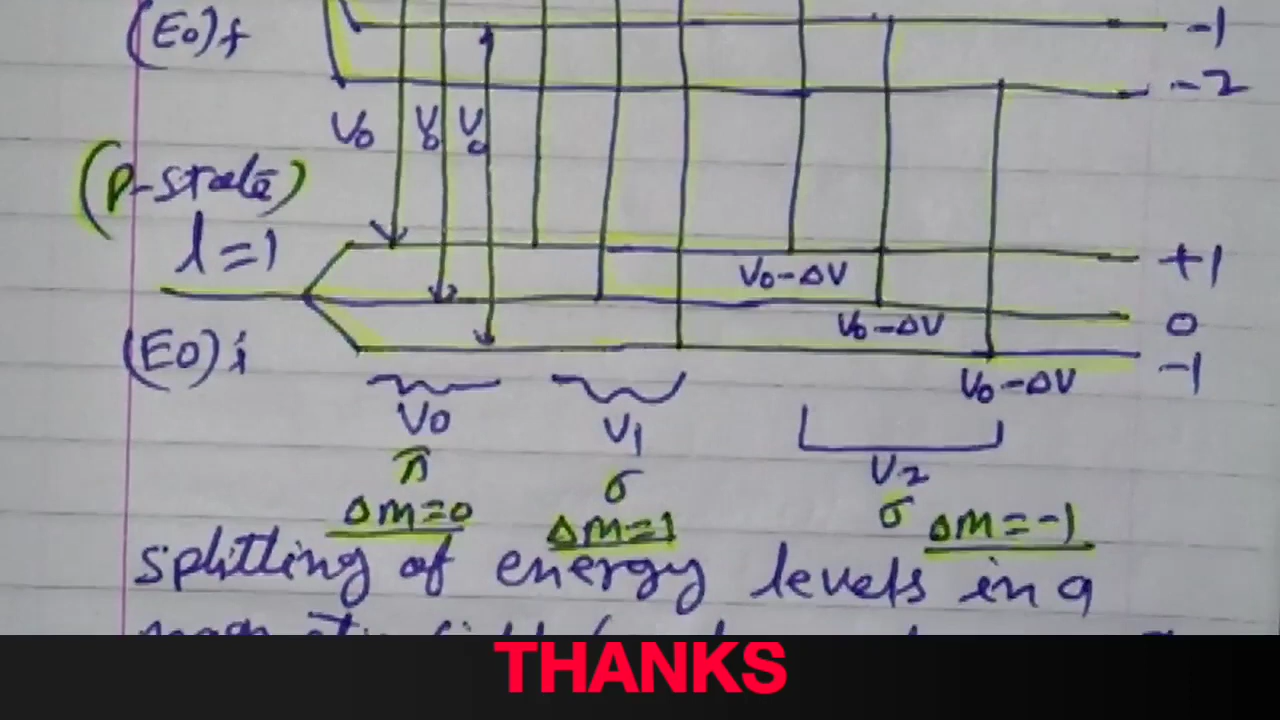 (E0)f
-1
-2
V0 V0 V0
(P-state)
l=1
+1
V0-ΔV
0
V0-ΔV
(E0)i
-1
V0-ΔV
V0 V1 V2
π σ σ
ΔM=0 ΔM=1 ΔM=-1
splitting of energy levels in a
THANKS